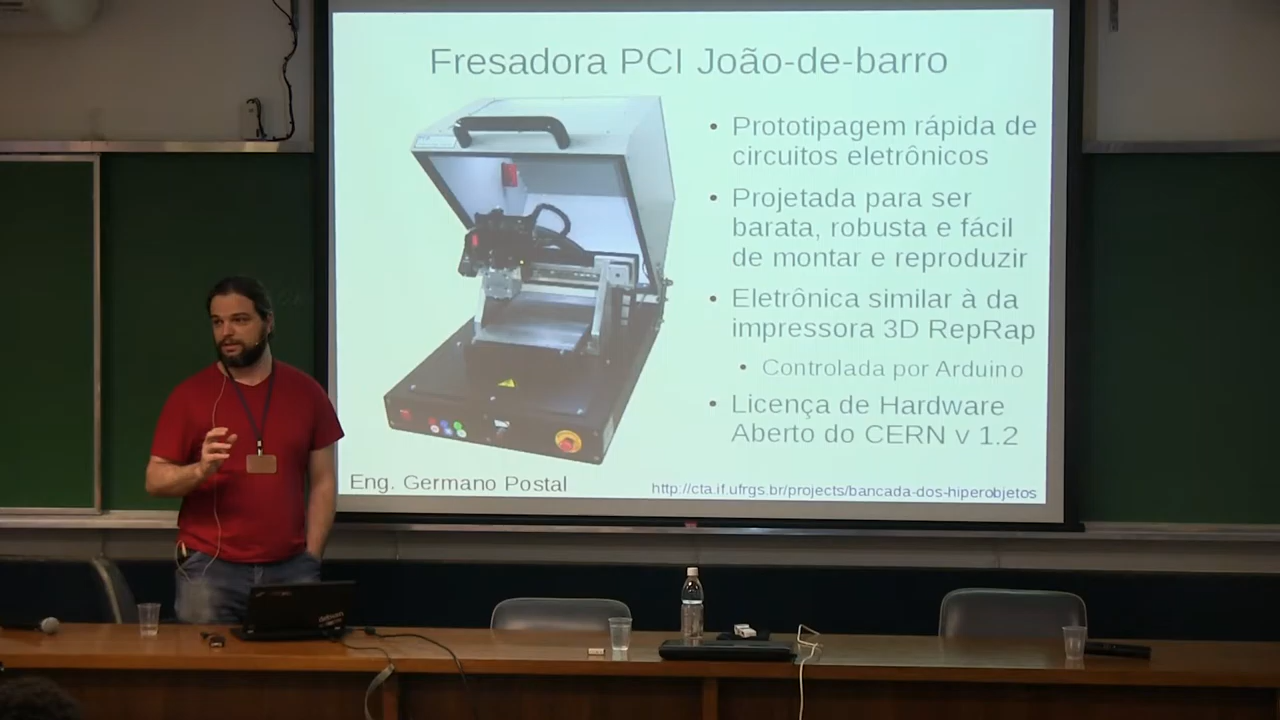 Fresadora PCI João-de-barro
• Prototipagem rápida de
circuitos eletrônicos
• Projetada para ser
barata, robusta e fácil
de montar e reproduzir
• Eletrônica similar à da
impressora 3D RepRap
• Controlada por Arduino
• Licença de Hardware
Aberto do CERN v 1.2
Eng. Germano Postal
http://cta.if.ufrgs.br/projects/bancada-dos-hiperobjetos